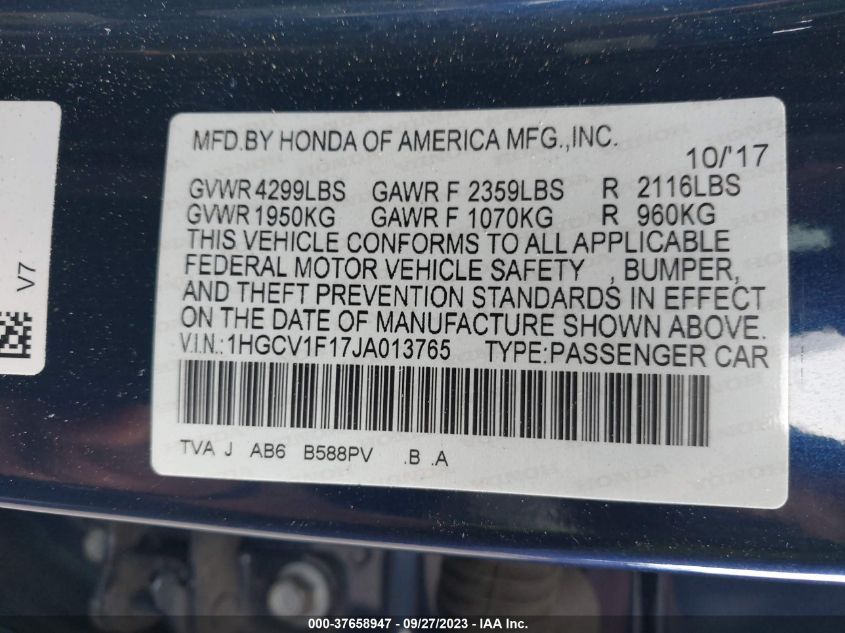 MFD.BY HONDA OF AMERICA MFG.,INC.
10/'17
GVWR 4299LBS GAWR F 2359LBS R 2116LBS
GVWR 1950KG GAWR F 1070KG R 960KG
THIS VEHICLE CONFORMS TO ALL APPLICABLE
FEDERAL MOTOR VEHICLE SAFETY , BUMPER,
AND THEFT PREVENTION STANDARDS IN EFFECT
ON THE DATE OF MANUFACTURE SHOWN ABOVE.
V.I.N.:1HGCV1F17JA013765 TYPE:PASSENGER CAR
TVA J AB6 B588PV .B .A
V7
000-37658947 - 09/27/2023 - IAA Inc.